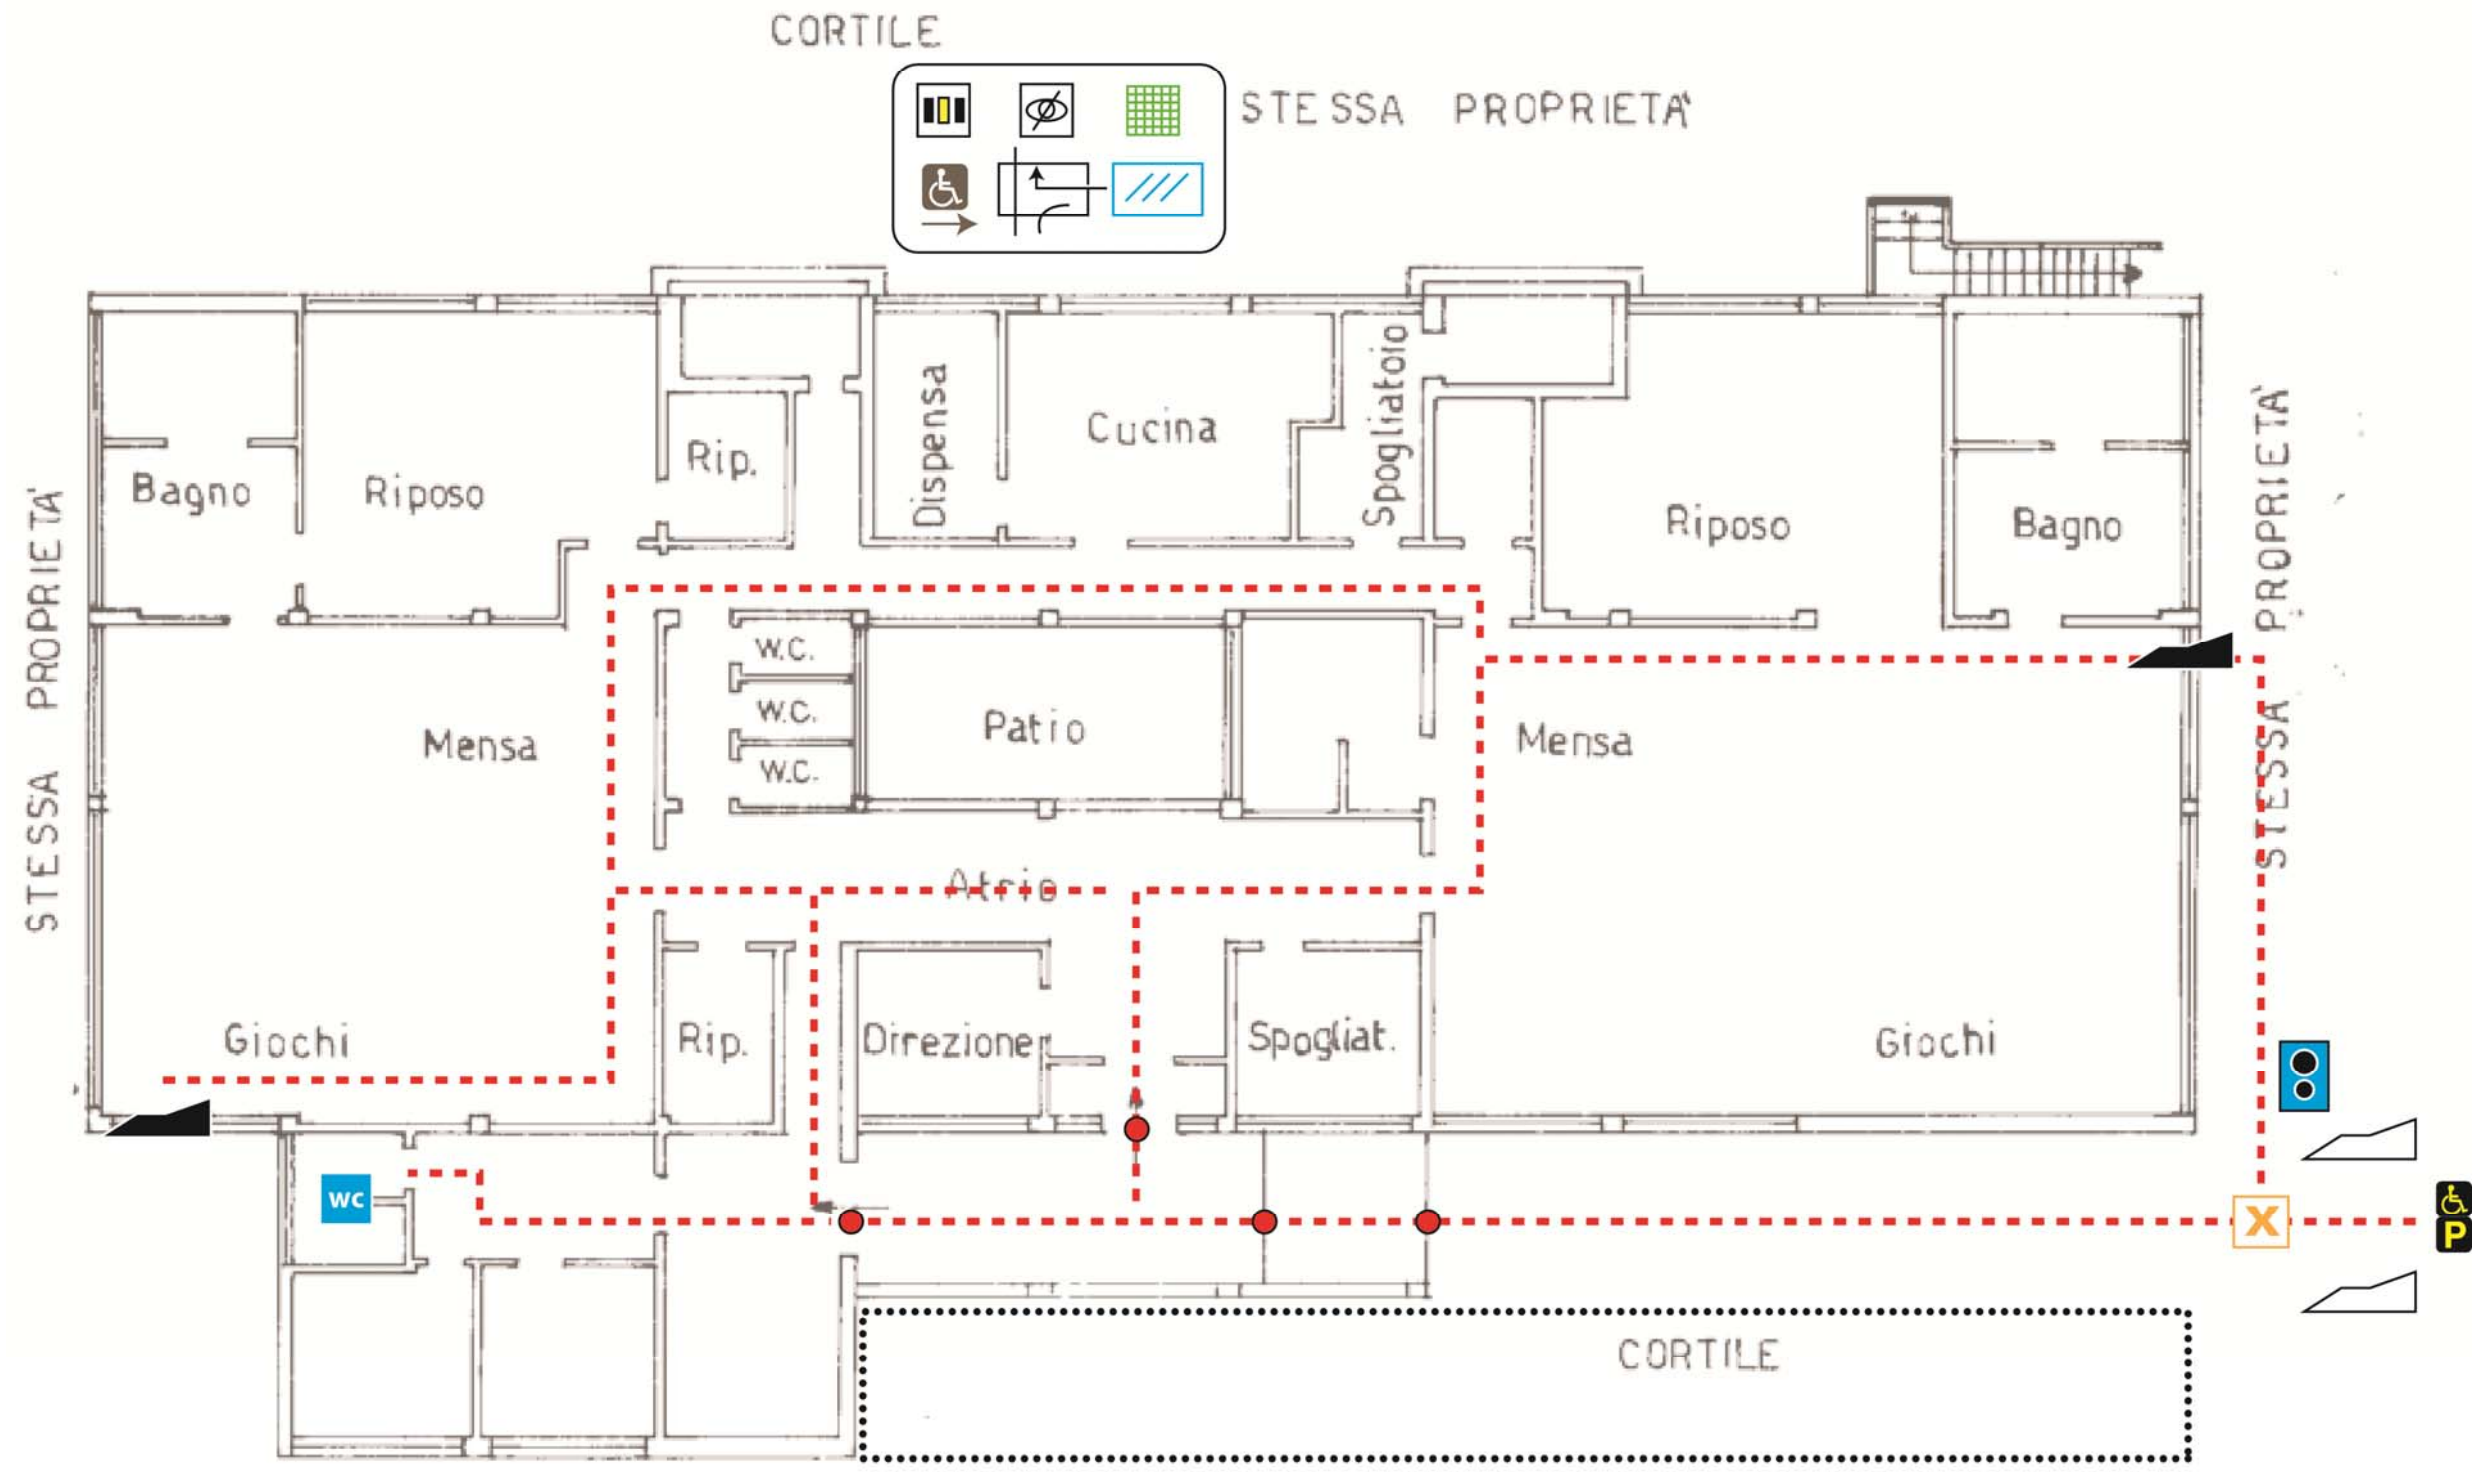 CORTILE
STESSA PROPRIETA'
Rip.
Dispensa
Cucina
Spogliatoio
Bagno
Riposo
Riposo
Bagno
STESSA PROPRIETA'
STESSA PROPRIETA'
W.C.
W.C.
W.C.
Patio
Mensa
Mensa
Atrio
Giochi
Rip.
Direzione
Spogliat.
Giochi
WC
X
P
CORTILE